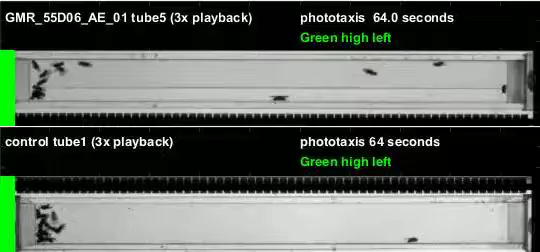 GMR_55D06_AE_01 tube5 (3x playback) phototaxis 64.0 seconds
Green high left
control tube1 (3x playback) phototaxis 64 seconds
Green high left